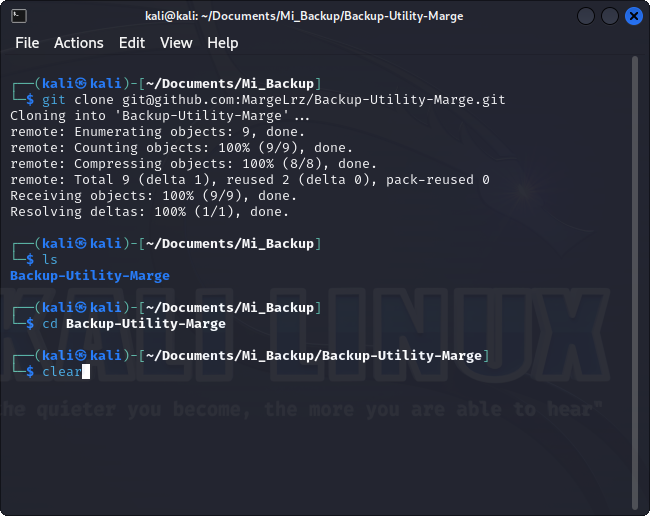 kali@kali: ~/Documents/Mi_Backup/Backup-Utility-Marge
File Actions Edit View Help
┌──(kali㉿kali)-[~/Documents/Mi_Backup]
└─$ git clone git@github.com:MargeLrz/Backup-Utility-Marge.git
Cloning into 'Backup-Utility-Marge'...
remote: Enumerating objects: 9, done.
remote: Counting objects: 100% (9/9), done.
remote: Compressing objects: 100% (8/8), done.
remote: Total 9 (delta 1), reused 2 (delta 0), pack-reused 0
Receiving objects: 100% (9/9), done.
Resolving deltas: 100% (1/1), done.
┌──(kali㉿kali)-[~/Documents/Mi_Backup]
└─$ ls
Backup-Utility-Marge
┌──(kali㉿kali)-[~/Documents/Mi_Backup]
└─$ cd Backup-Utility-Marge
┌──(kali㉿kali)-[~/Documents/Mi_Backup/Backup-Utility-Marge]
└─$ clear
KALI LINUX
he quieter you become, the more you are able to hear"